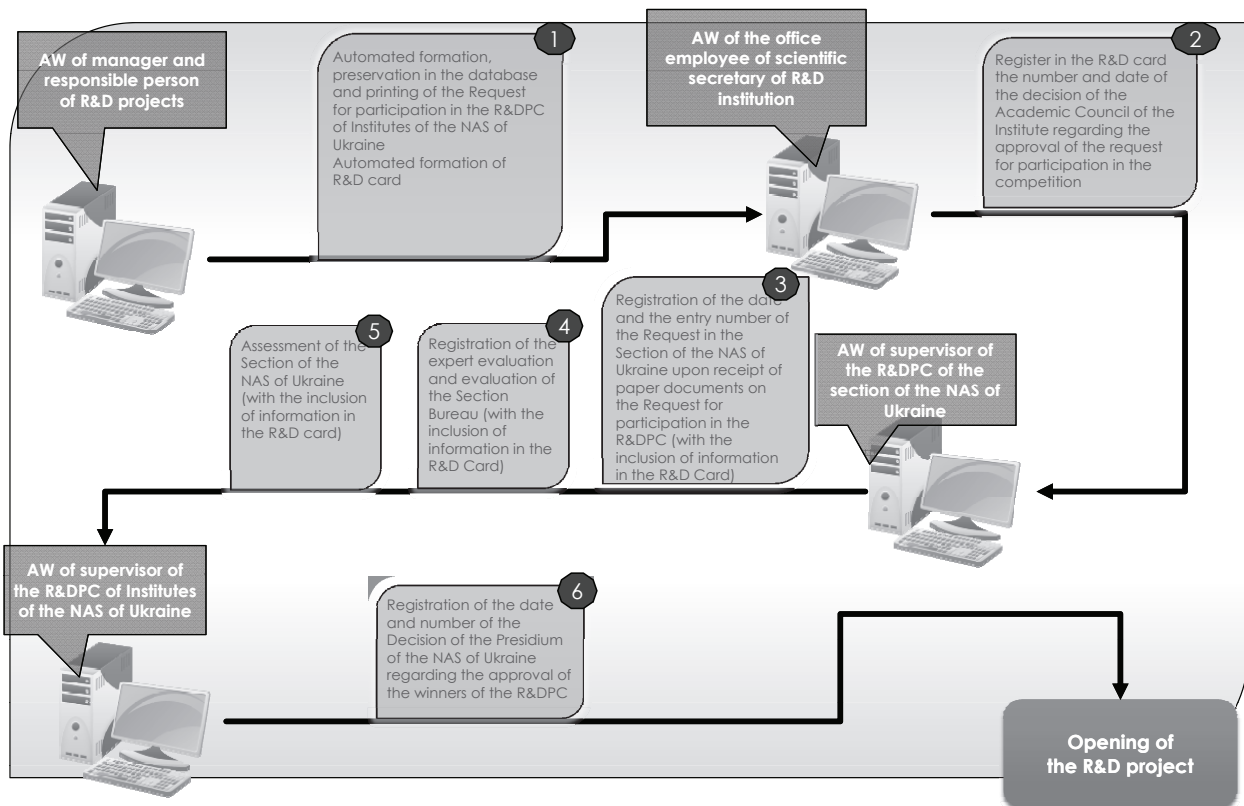 AW of manager and
responsible person
of R&D projects
1
Automated formation,
preservation in the database
and printing of the Request
for participation in the R&DPC
of Institutes of the NAS of
Ukraine
Automated formation of
R&D card
AW of the office
employee of scientific
secretary of R&D
institution
2
Register in the R&D card
the number and date of
the decision of the
Academic Council of the
Institute regarding the
approval of the request
for participation in the
competition
3
Registration of the date
and the entry number of
the Request in the
Section of the NAS of
Ukraine upon receipt of
paper documents on
the Request for
participation in the
R&DPC (with the
inclusion of information
in the R&D Card)
4
Registration of the
expert evaluation
and evaluation of
the Section
Bureau (with the
inclusion of
information in the
R&D Card)
5
Assessment of the
Section of the
NAS of Ukraine
(with the inclusion
of information in
the R&D card)
AW of supervisor of
the R&DPC of the
section of the NAS of
Ukraine
AW of supervisor of
the R&DPC of Institutes
of the NAS of Ukraine
6
Registration of the date
and number of the
Decision of the Presidium
of the NAS of Ukraine
regarding the approval of
the winners of the R&DPC
Opening of
the R&D project